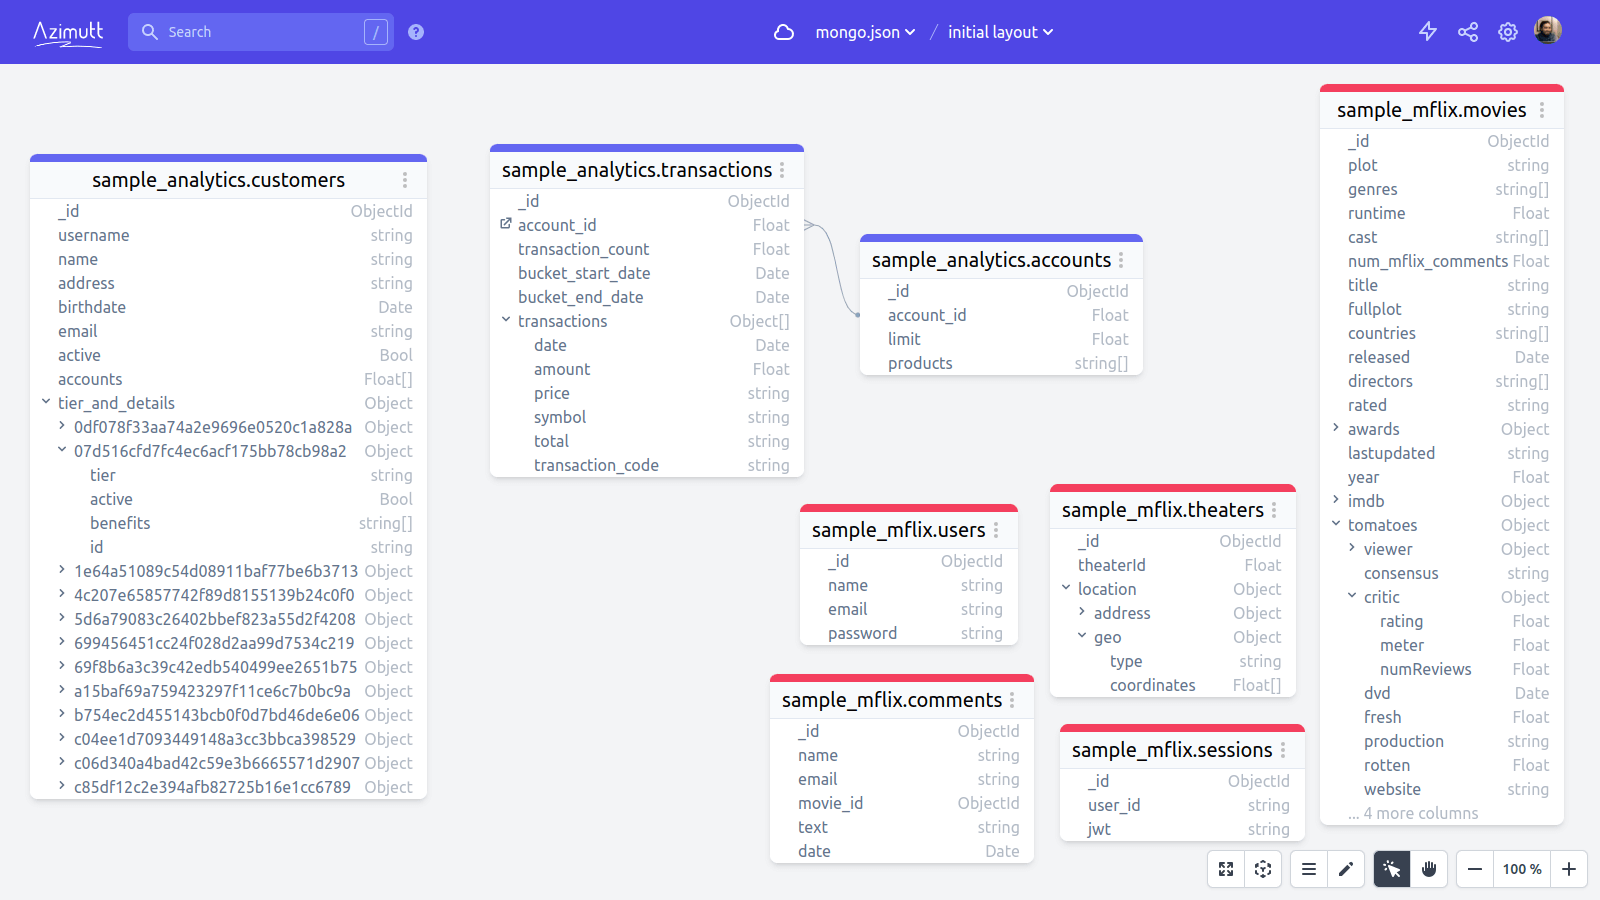 Azimutt
Search
/
?
mongo.json
/
initial layout
sample_analytics.customers
_id ObjectId
username string
name string
address string
birthdate Date
email string
active Bool
accounts Float[]
tier_and_details Object
0df078f33aa74a2e9696e0520c1a828a Object
07d516cfd7fc4ec6acf175bb78cb98a2 Object
tier string
active Bool
benefits string[]
id string
1e64a51089c54d08911baf77be6b3713 Object
4c207e65857742f89d8155139b24c0f0 Object
5d6a79083c26402bbef823a55d2f4208 Object
699456451cc24f028d2aa99d7534c219 Object
69f8b6a3c39c42edb540499ee2651b75 Object
a15baf69a759423297f11ce6c7b0bc9a Object
b754ec2d455143bcb0f0d7bd46de6e06 Object
c04ee1d7093449148a3cc3bbca398529 Object
c06d340a4bad42c59e3b6665571d2907 Object
c85df12c2e394afb82725b16e1cc6789 Object
sample_analytics.transactions
_id ObjectId
account_id Float
transaction_count Float
bucket_start_date Date
bucket_end_date Date
transactions Object[]
date Date
amount Float
price string
symbol string
total string
transaction_code string
sample_analytics.accounts
_id ObjectId
account_id Float
limit Float
products string[]
sample_mflix.users
_id ObjectId
name string
email string
password string
sample_mflix.comments
_id ObjectId
name string
email string
movie_id ObjectId
text string
date Date
sample_mflix.theaters
_id ObjectId
theaterId Float
location Object
address Object
geo Object
type string
coordinates Float[]
sample_mflix.sessions
_id ObjectId
user_id string
jwt string
sample_mflix.movies
_id ObjectId
plot string
genres string[]
runtime Float
cast string[]
num_mflix_comments Float
title string
fullplot string
countries string[]
released Date
directors string[]
rated string
awards Object
lastupdated string
year Float
imdb Object
tomatoes Object
viewer Object
consensus string
critic Object
rating Float
meter Float
numReviews Float
dvd Date
fresh Float
production string
rotten Float
website string
... 4 more columns
100 %